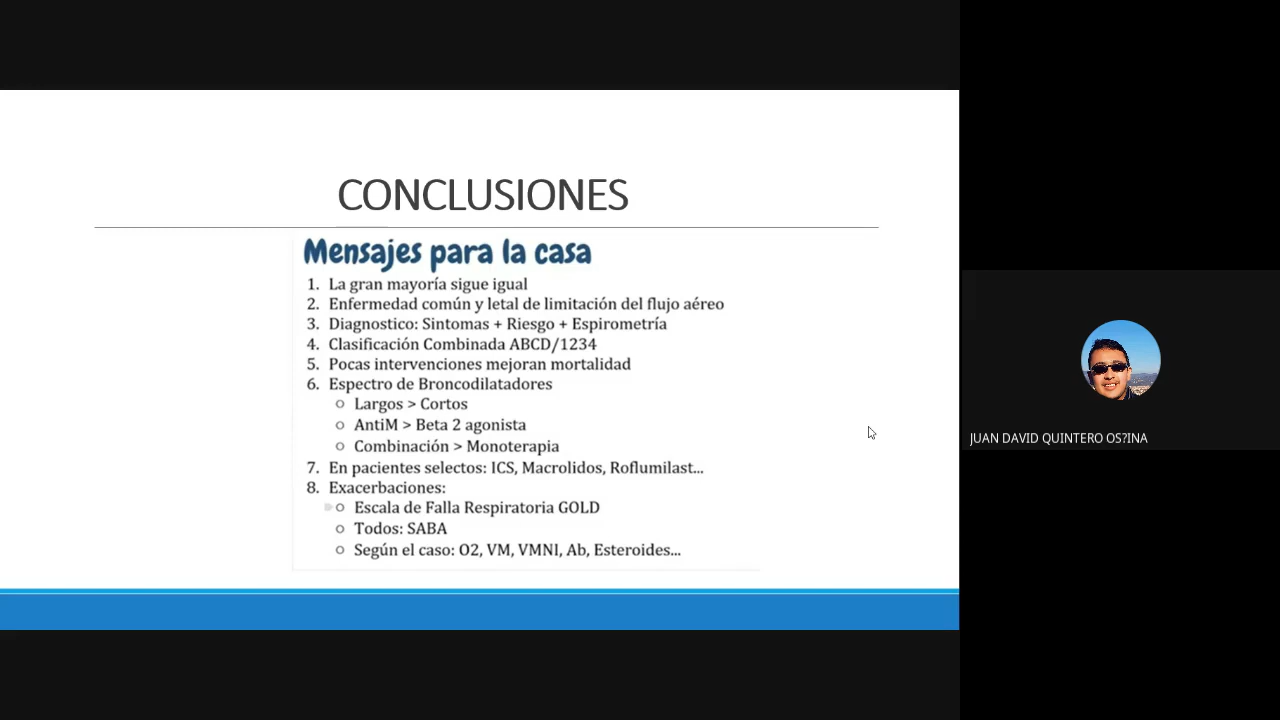 CONCLUSIONES
Mensajes para la casa
1. La gran mayoría sigue igual
2. Enfermedad común y letal de limitación del flujo aéreo
3. Diagnostico: Sintomas + Riesgo + Espirometría
4. Clasificación Combinada ABCD/1234
5. Pocas intervenciones mejoran mortalidad
6. Espectro de Broncodilatadores
o Largos > Cortos
o AntiM > Beta 2 agonista
o Combinación > Monoterapia
7. En pacientes selectos: ICS, Macrolidos, Roflumilast...
8. Exacerbaciones:
o Escala de Falla Respiratoria GOLD
o Todos: SABA
o Según el caso: O2, VM, VMNI, Ab, Esteroides...
JUAN DAVID QUINTERO OS?INA